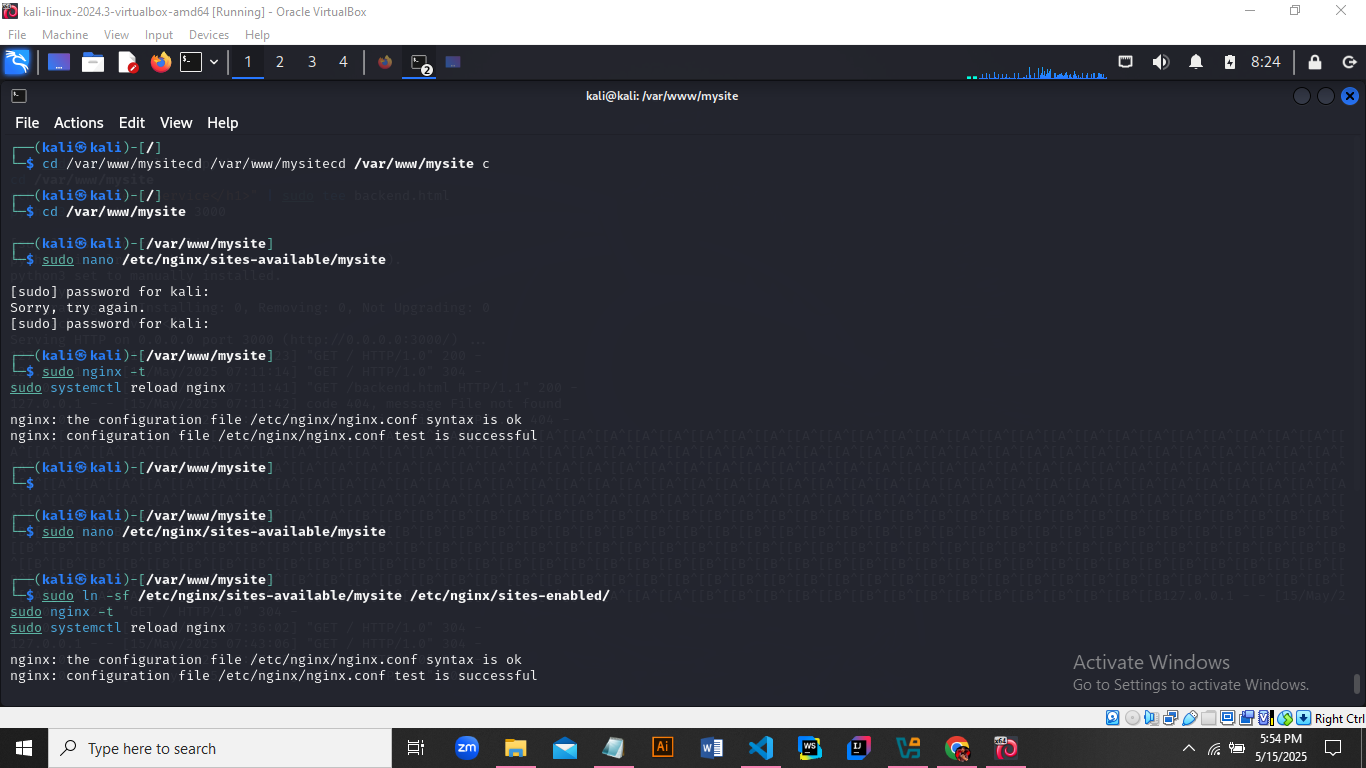 kali-linux-2024.3-virtualbox-amd64 [Running] - Oracle VirtualBox
File Machine View Input Devices Help
1 2 3 4 2 8:24
kali@kali: /var/www/mysite
File Actions Edit View Help
┌──(kali㉿kali)-[/]
└─$ cd /var/www/mysitecd /var/www/mysitecd /var/www/mysite c
┌──(kali㉿kali)-[/]
└─$ cd /var/www/mysite
┌──(kali㉿kali)-[/var/www/mysite]
└─$ sudo nano /etc/nginx/sites-available/mysite
[sudo] password for kali:
Sorry, try again.
[sudo] password for kali:
┌──(kali㉿kali)-[/var/www/mysite]
└─$ sudo nginx -t
sudo systemctl reload nginx
nginx: the configuration file /etc/nginx/nginx.conf syntax is ok
nginx: configuration file /etc/nginx/nginx.conf test is successful
┌──(kali㉿kali)-[/var/www/mysite]
└─$
┌──(kali㉿kali)-[/var/www/mysite]
└─$ sudo nano /etc/nginx/sites-available/mysite
┌──(kali㉿kali)-[/var/www/mysite]
└─$ sudo ln -sf /etc/nginx/sites-available/mysite /etc/nginx/sites-enabled/
sudo nginx -t
sudo systemctl reload nginx
nginx: the configuration file /etc/nginx/nginx.conf syntax is ok
nginx: configuration file /etc/nginx/nginx.conf test is successful
Activate Windows
Go to Settings to activate Windows.
Right Ctrl
Type here to search
zm
Ai
W
WS
IJ
x64
5:54 PM
5/15/2025